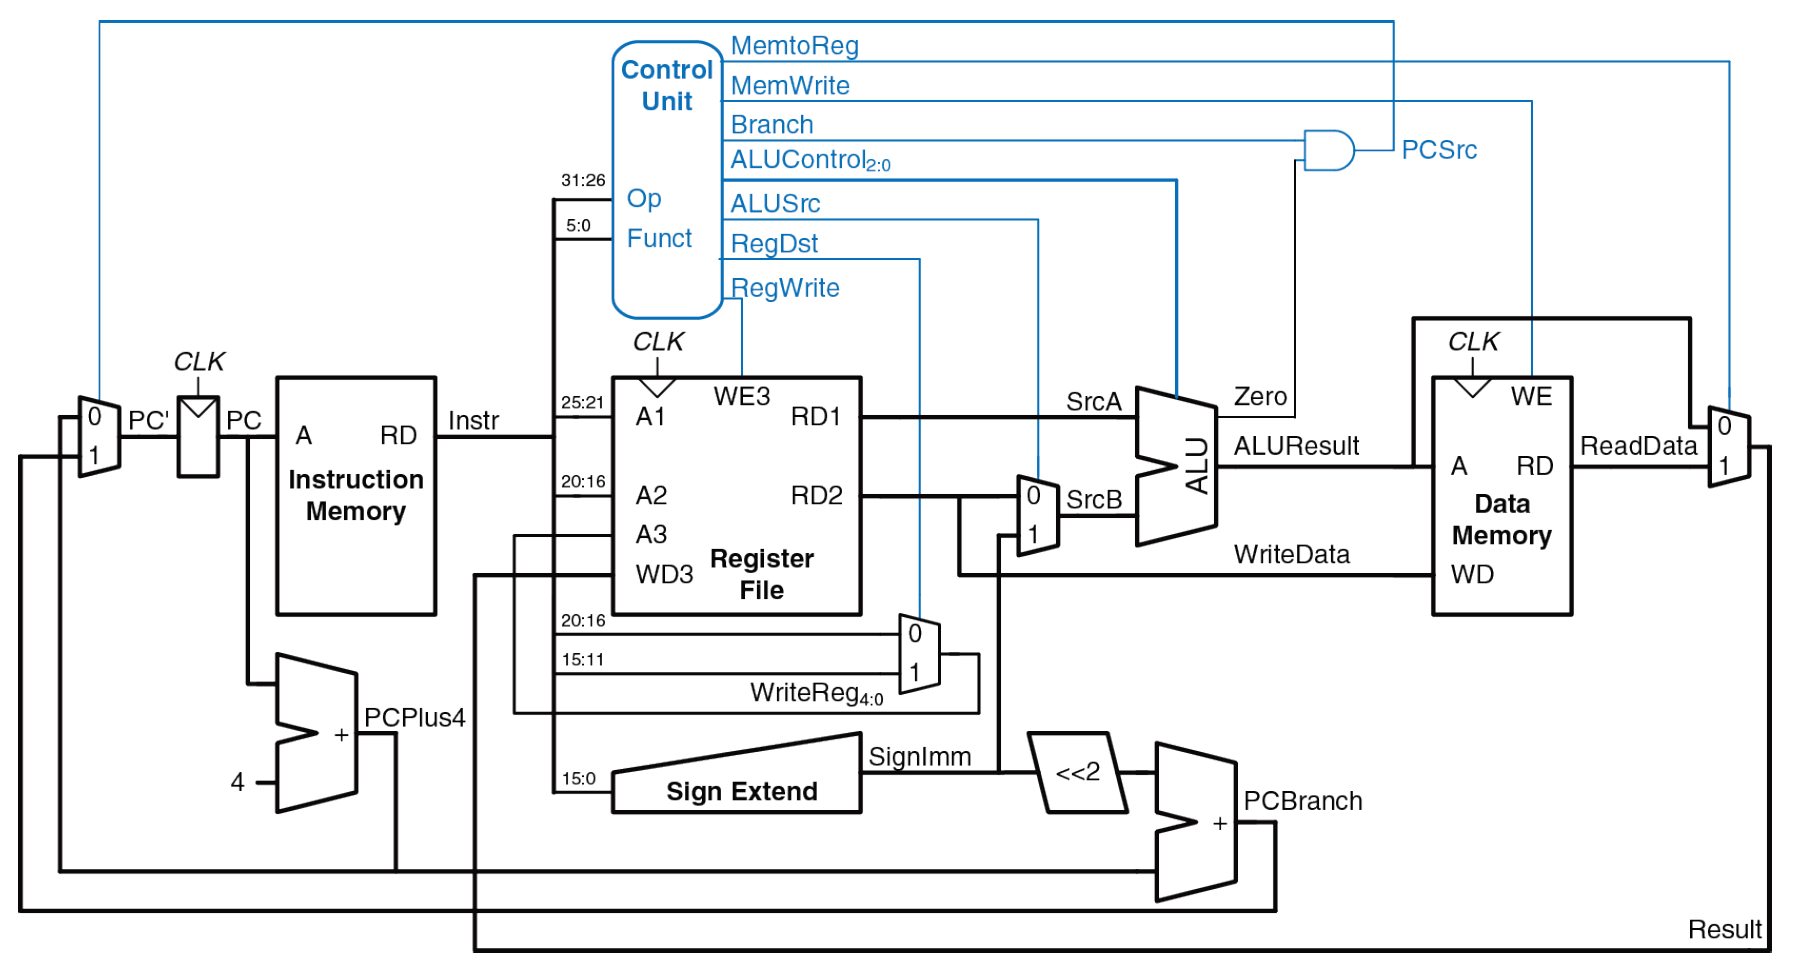 MemtoReg
Control
Unit
MemWrite
Branch
ALUControl2:0
PCSrc
31:26
Op
ALUSrc
5:0
Funct
RegDst
RegWrite
CLK
CLK
CLK
WE3
WE
0
PC'
PC
A
RD
Instr
25:21
A1
RD1
SrcA
Zero
0
1
Instruction
Memory
ALU
ALUResult
A
RD
ReadData
1
20:16
A2
RD2
0
SrcB
Data
Memory
A3
1
Register
File
WriteData
WD3
WD
20:16
0
15:11
1
WriteReg4:0
PCPlus4
+
4
SignImm
15:0
Sign Extend
<<2
PCBranch
+
Result